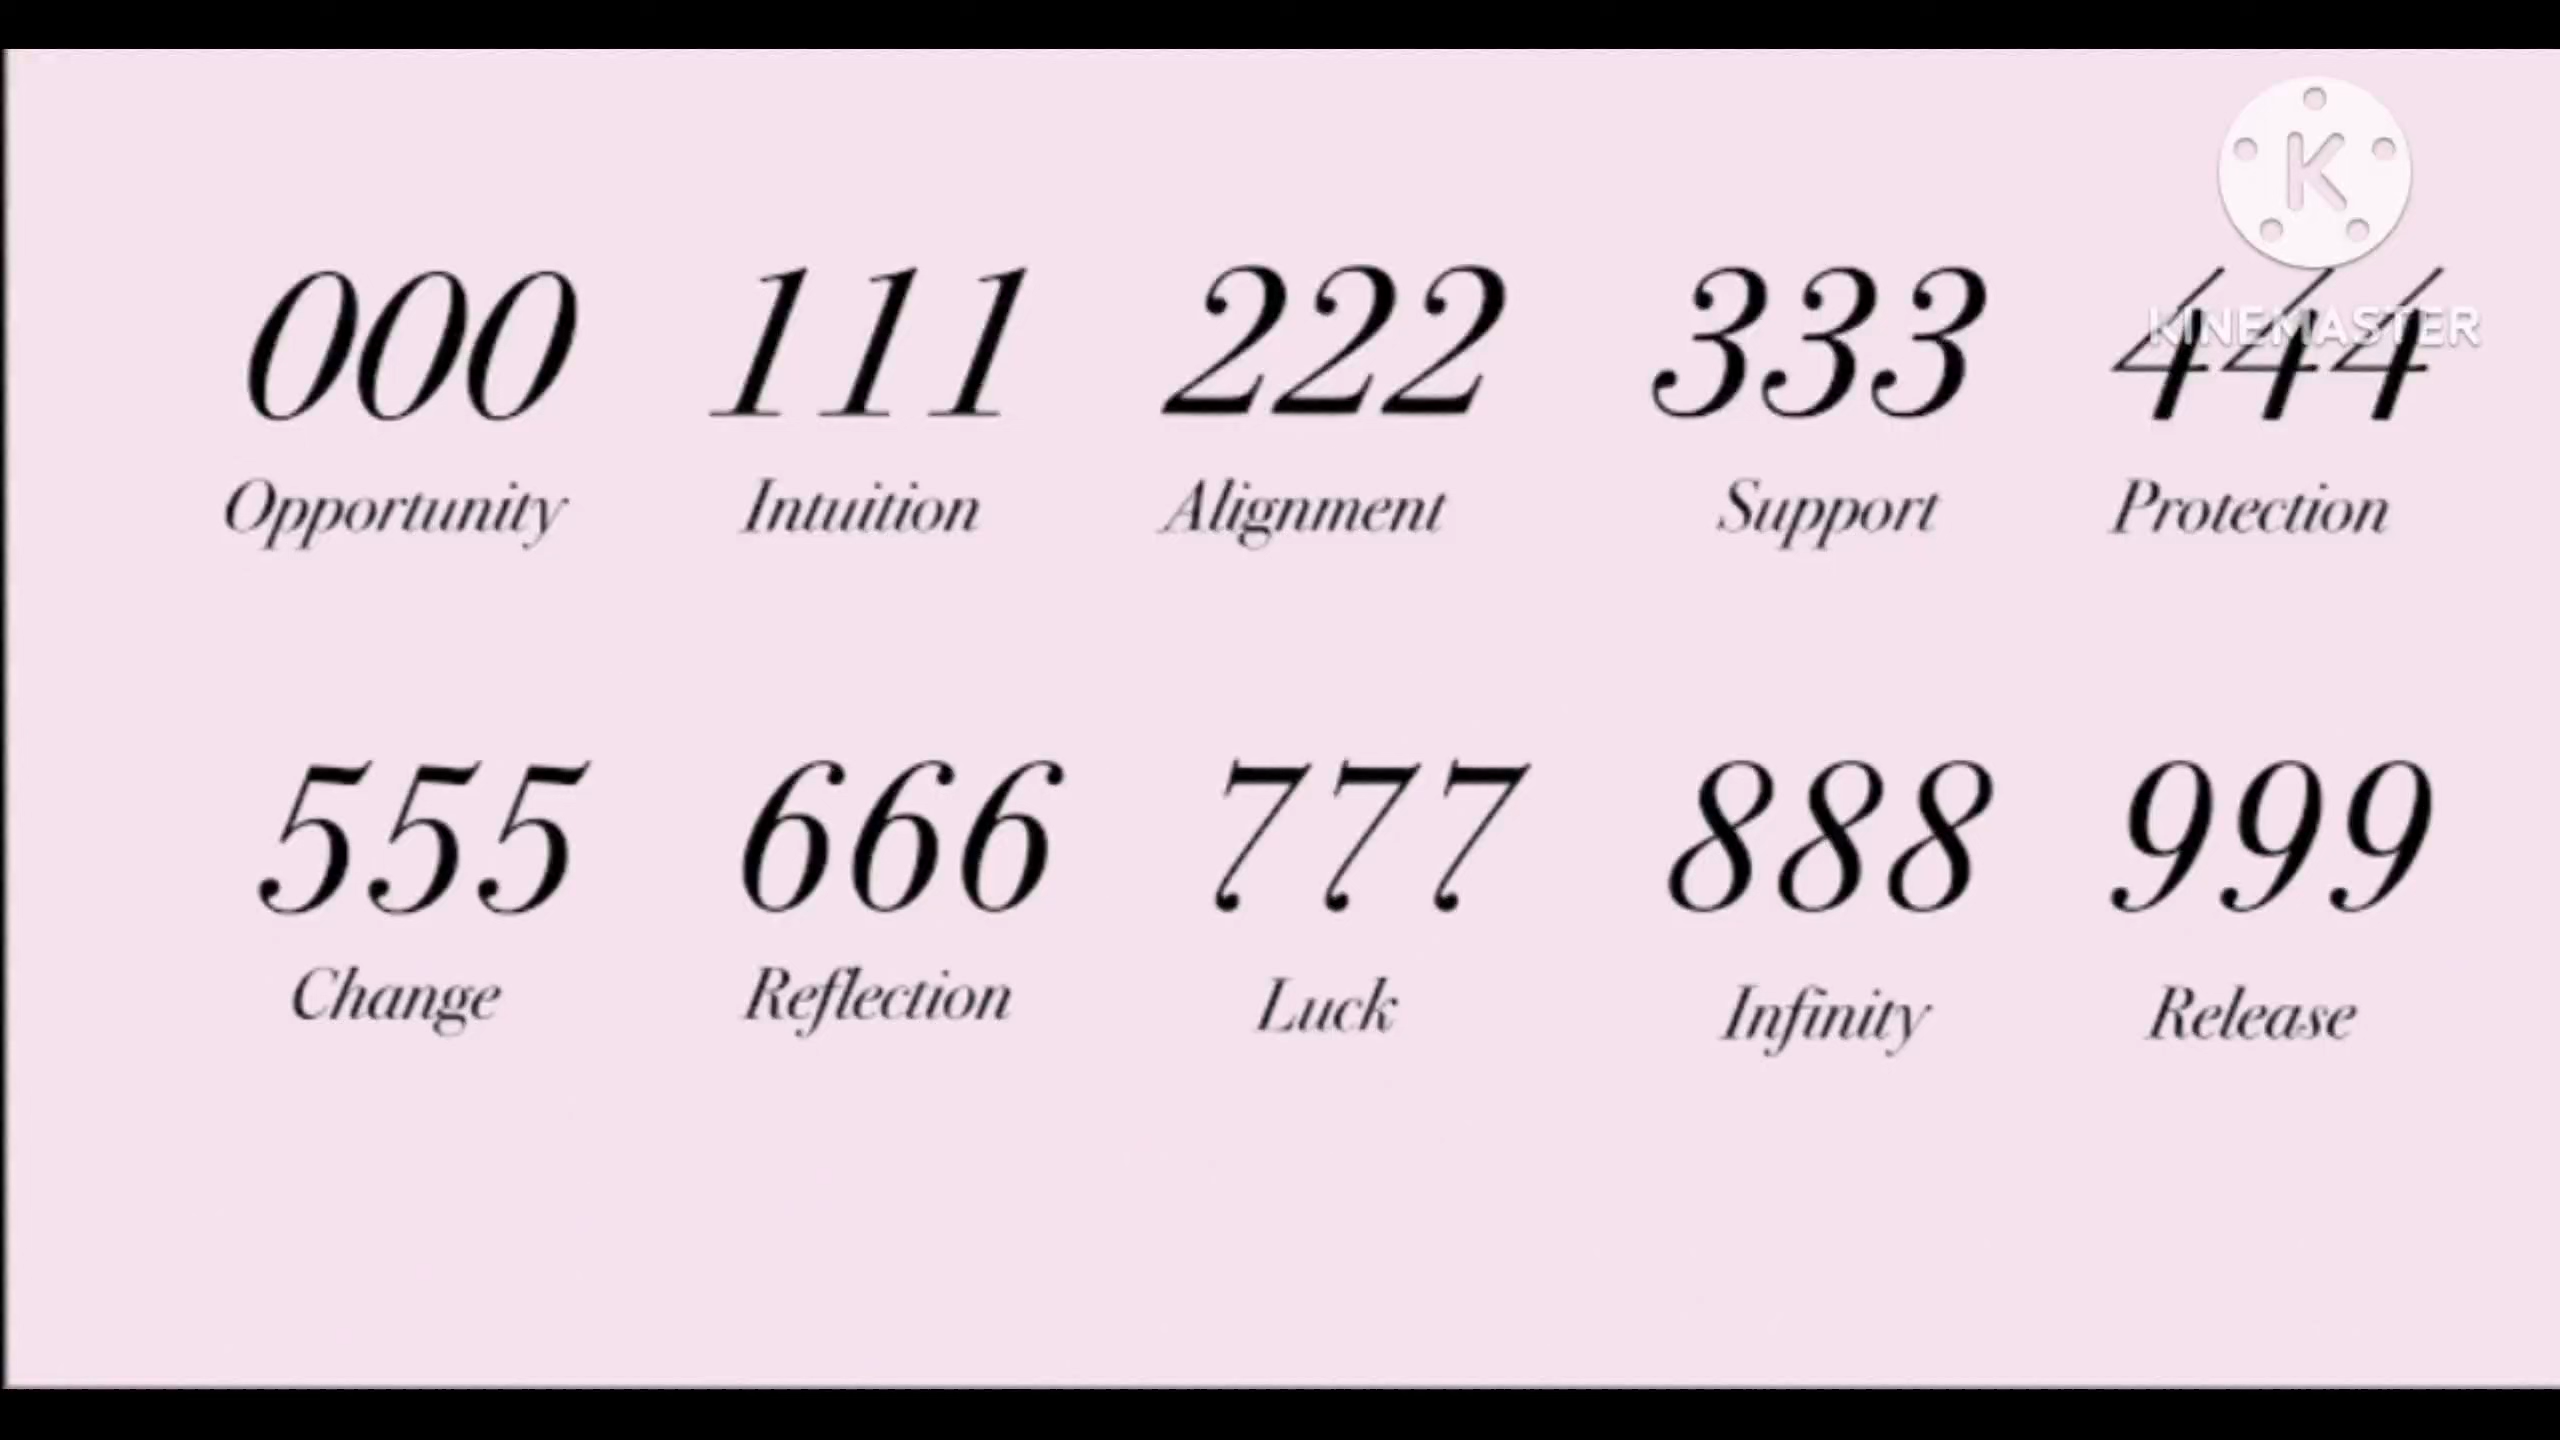 K
KINEMASTER
000 111 222 333 444
Opportunity Intuition Alignment Support Protection
555 666 777 888 999
Change Reflection Luck Infinity Release